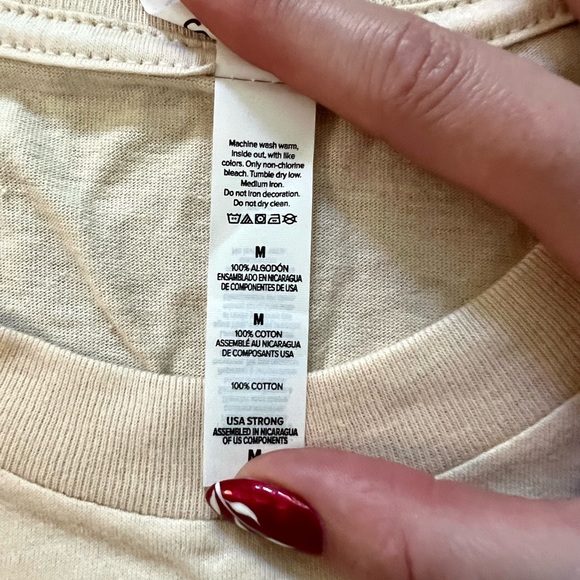 Machine wash warm,
inside out, with like
colors. Only non-chlorine
bleach. Tumble dry low.
Medium iron.
Do not iron decoration.
Do not dry clean.
M
100% ALGODÓN
ENSAMBLADO EN NICARAGUA
DE COMPONENTES DE USA
M
100% COTON
ASSEMBLÉ AU NICARAGUA
DE COMPOSANTS USA
100% COTTON
USA STRONG
ASSEMBLED IN NICARAGUA
OF US COMPONENTS
M